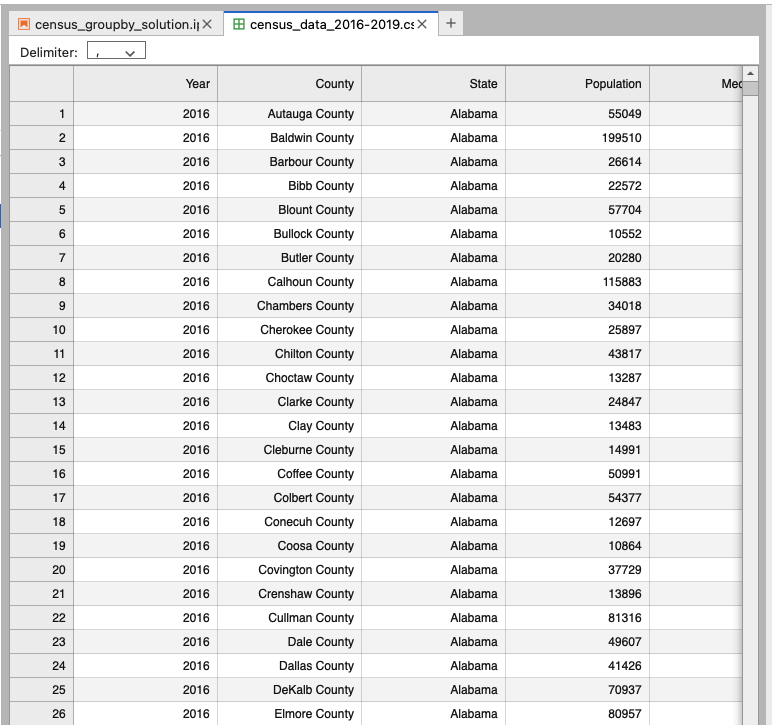 census_groupby_solution.ip census_data_2016-2019.cs
Delimiter: ,
Year County State Population Med
1 2016 Autauga County Alabama 55049
2 2016 Baldwin County Alabama 199510
3 2016 Barbour County Alabama 26614
4 2016 Bibb County Alabama 22572
5 2016 Blount County Alabama 57704
6 2016 Bullock County Alabama 10552
7 2016 Butler County Alabama 20280
8 2016 Calhoun County Alabama 115883
9 2016 Chambers County Alabama 34018
10 2016 Cherokee County Alabama 25897
11 2016 Chilton County Alabama 43817
12 2016 Choctaw County Alabama 13287
13 2016 Clarke County Alabama 24847
14 2016 Clay County Alabama 13483
15 2016 Cleburne County Alabama 14991
16 2016 Coffee County Alabama 50991
17 2016 Colbert County Alabama 54377
18 2016 Conecuh County Alabama 12697
19 2016 Coosa County Alabama 10864
20 2016 Covington County Alabama 37729
21 2016 Crenshaw County Alabama 13896
22 2016 Cullman County Alabama 81316
23 2016 Dale County Alabama 49607
24 2016 Dallas County Alabama 41426
25 2016 DeKalb County Alabama 70937
26 2016 Elmore County Alabama 80957